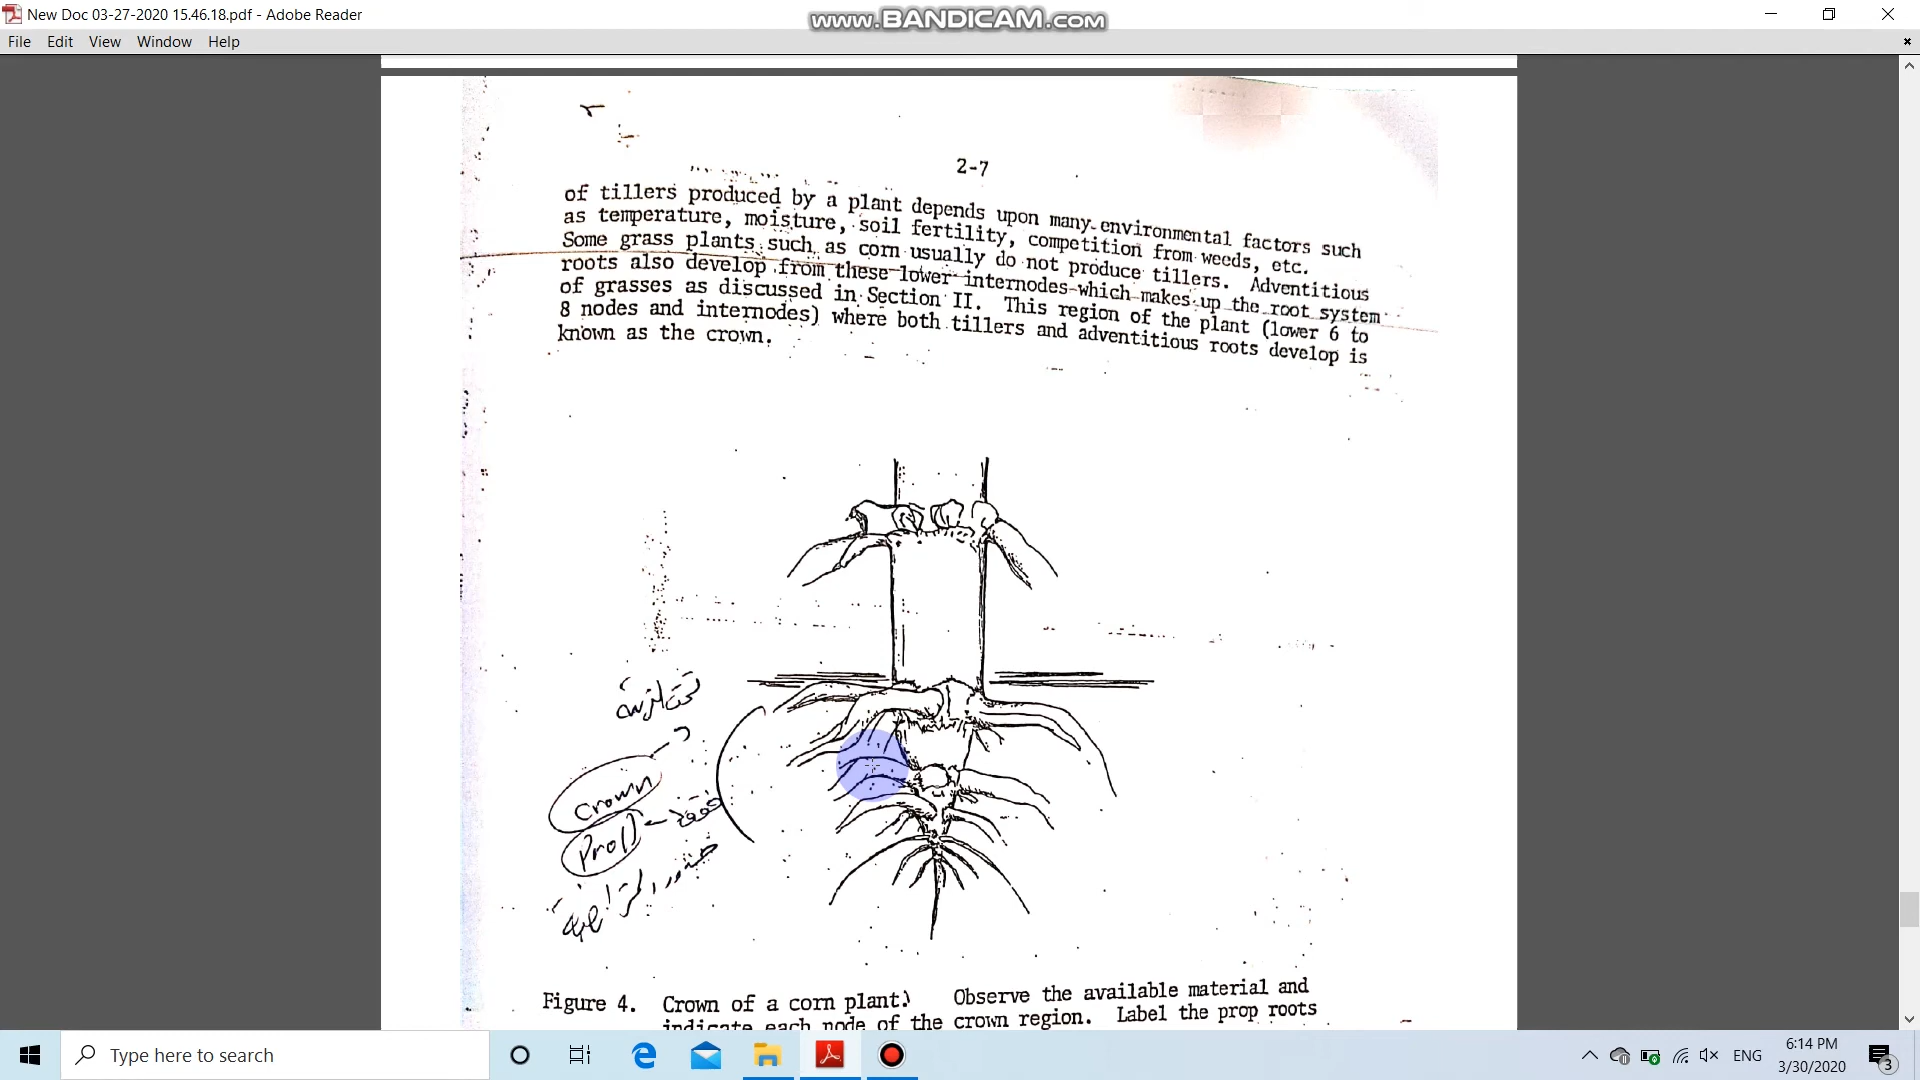 New Doc 03-27-2020 15.46.18.pdf - Adobe Reader
www.BANDICAM.com
File Edit View Window Help
2-7
of tillers produced by a plant depends upon many environmental factors such
as temperature, moisture, soil fertility, competition from weeds, etc.
Some grass plants such as corn usually do not produce tillers. Adventitious
roots also develop from these lower internodes which makes up the root system
of grasses as discussed in Section II. This region of the plant (lower 6 to
8 nodes and internodes) where both tillers and adventitious roots develop is
known as the crown.
Crown
Figure 4. Crown of a corn plant. Observe the available material and
indicate each node of the crown region. Label the prop roots
Type here to search
ENG
6:14 PM
3/30/2020
3